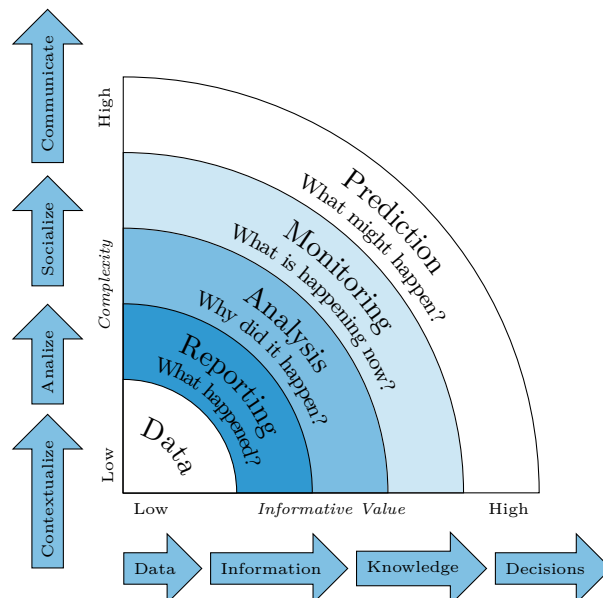 Communicate
High
Prediction
What might happen?
Socialize
Monitoring
What is happening now?
Complexity
Analysis
Why did it happen?
Analize
Reporting
What happened?
Data
Contextualize
Low
Low
Informative Value
High
Data
Information
Knowledge
Decisions